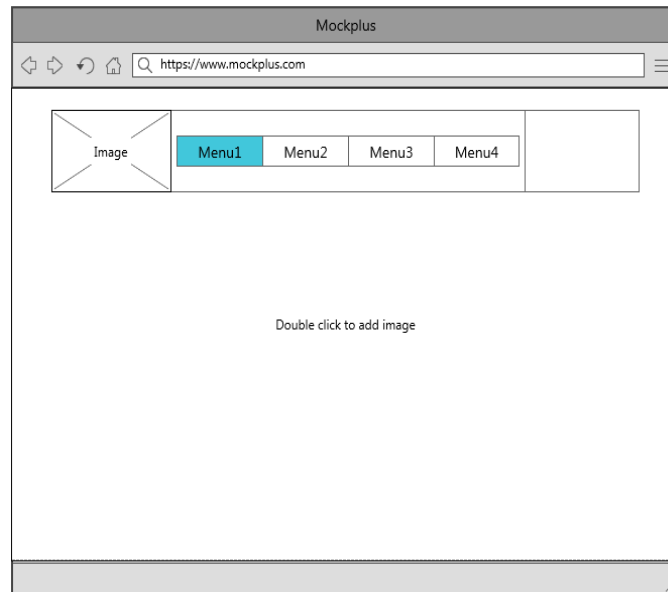 Mockplus
https://www.mockplus.com
Image
Menu1 Menu2 Menu3 Menu4
Double click to add image